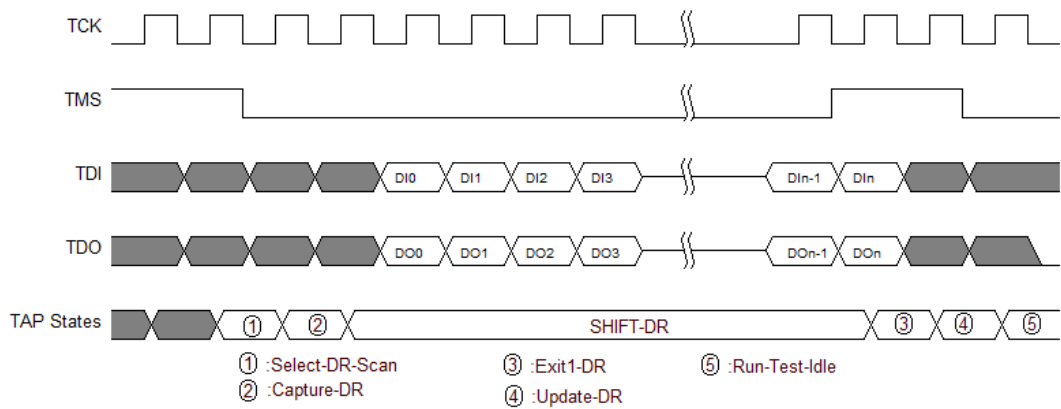 TCK
TMS
TDI
DI0 DI1 DI2 DI3 DIn-1 DIn
TDO
DO0 DO1 DO2 DO3 DOn-1 DOn
TAP States
① ② SHIFT-DR ③ ④ ⑤
① :Select-DR-Scan ③ :Exit1-DR ⑤ :Run-Test-Idle
② :Capture-DR ④ :Update-DR